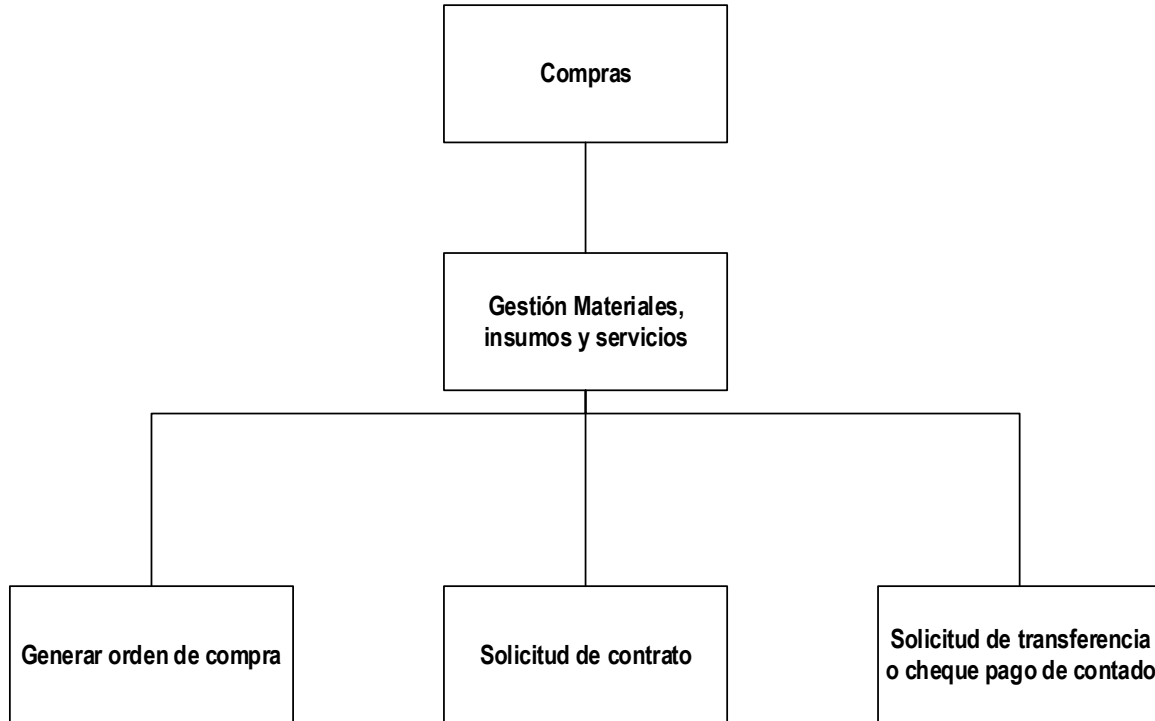 Compras
Gestión Materiales,
insumos y servicios
Generar orden de compra
Solicitud de contrato
Solicitud de transferencia
o cheque pago de contado